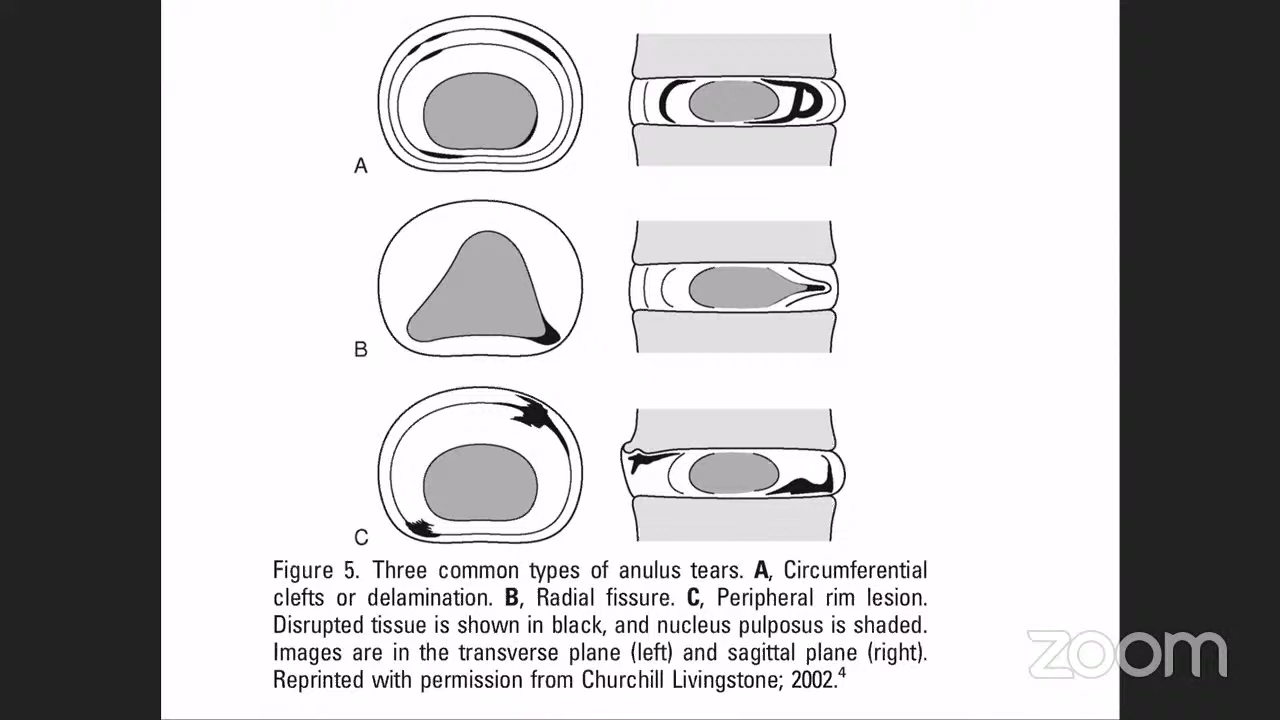 A
B
C
Figure 5. Three common types of anulus tears. A, Circumferential
clefts or delamination. B, Radial fissure. C, Peripheral rim lesion.
Disrupted tissue is shown in black, and nucleus pulposus is shaded.
Images are in the transverse plane (left) and sagittal plane (right).
Reprinted with permission from Churchill Livingstone; 2002.4
zoom